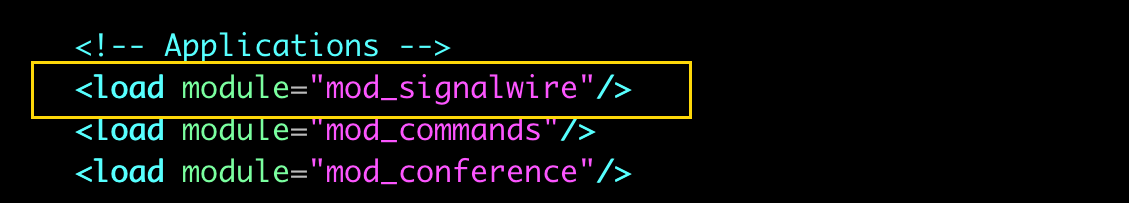 <!-- Applications -->
<load module="mod_signalwire"/>
<load module="mod_commands"/>
<load module="mod_conference"/>